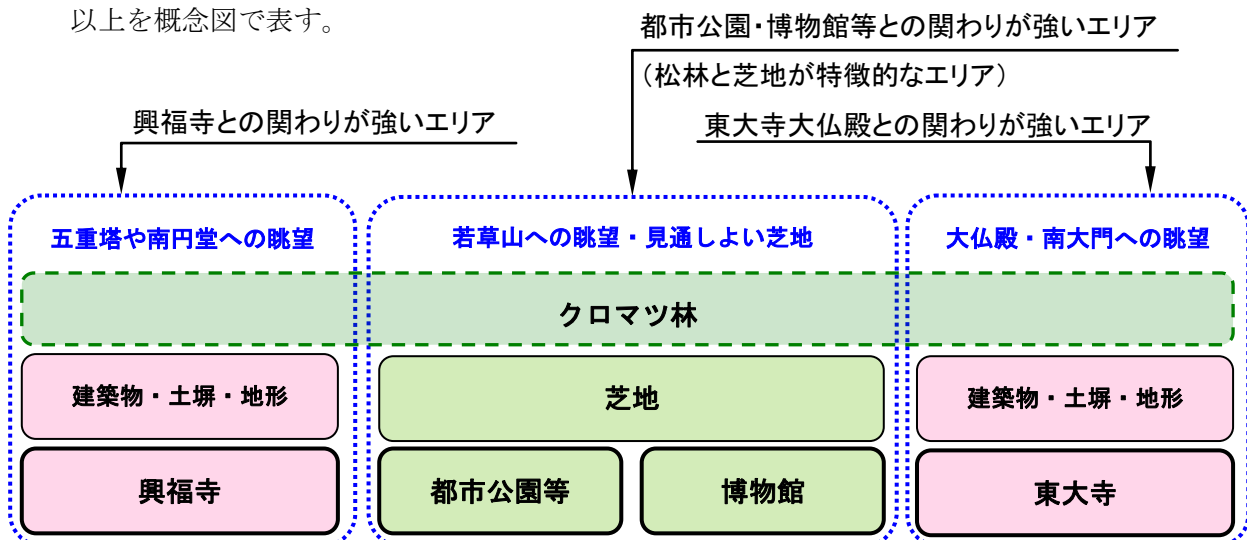 以上を概念図で表す。
都市公園・博物館等との関わりが強いエリア
（松林と芝地が特徴的なエリア）
興福寺との関わりが強いエリア
東大寺大仏殿との関わりが強いエリア
五重塔や南円堂への眺望
若草山への眺望・見通しよい芝地
大仏殿・南大門への眺望
クロマツ林
建築物・土塀・地形
芝地
建築物・土塀・地形
興福寺
都市公園等
博物館
東大寺